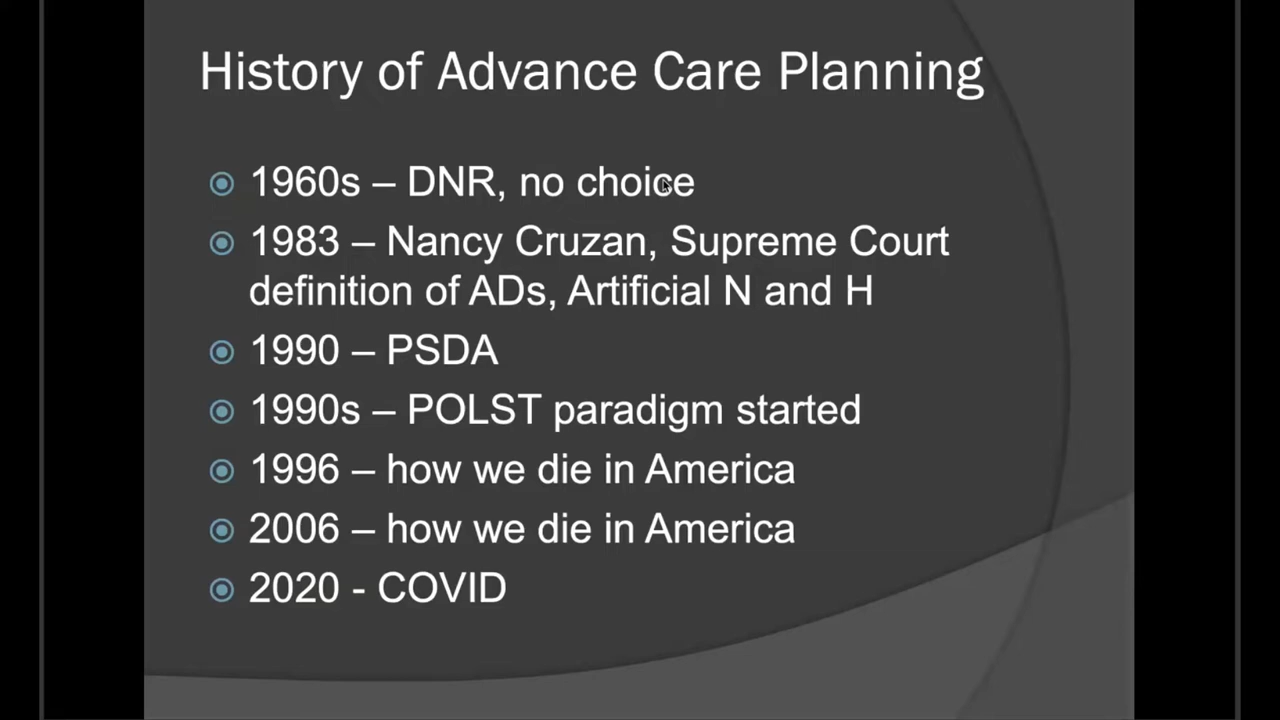 History of Advance Care Planning
1960s – DNR, no choice
1983 – Nancy Cruzan, Supreme Court
definition of ADs, Artificial N and H
1990 – PSDA
1990s – POLST paradigm started
1996 – how we die in America
2006 – how we die in America
2020 - COVID